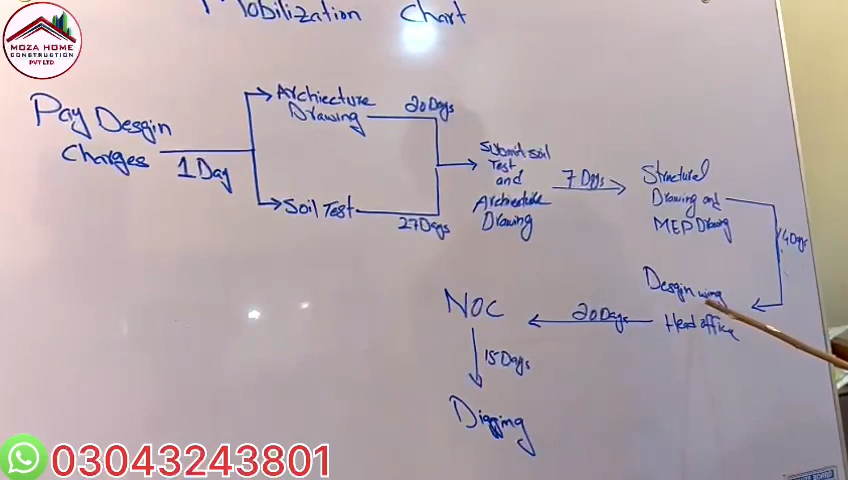 Mobilization Chart
MOZA HOME
CONSTRUCTION
PVT LTD
Pay Desgin
Charges
1 Day
Archiecture
Drawing
20 Days
Soil Test
27 Days
Submit soil
Test
and
Archiecture
Drawing
7 Days
Structural
Drawing and
MEP Drawing
4 Days
Desgin wing
Head office
20 Days
NOC
15 Days
Digging
03043243801